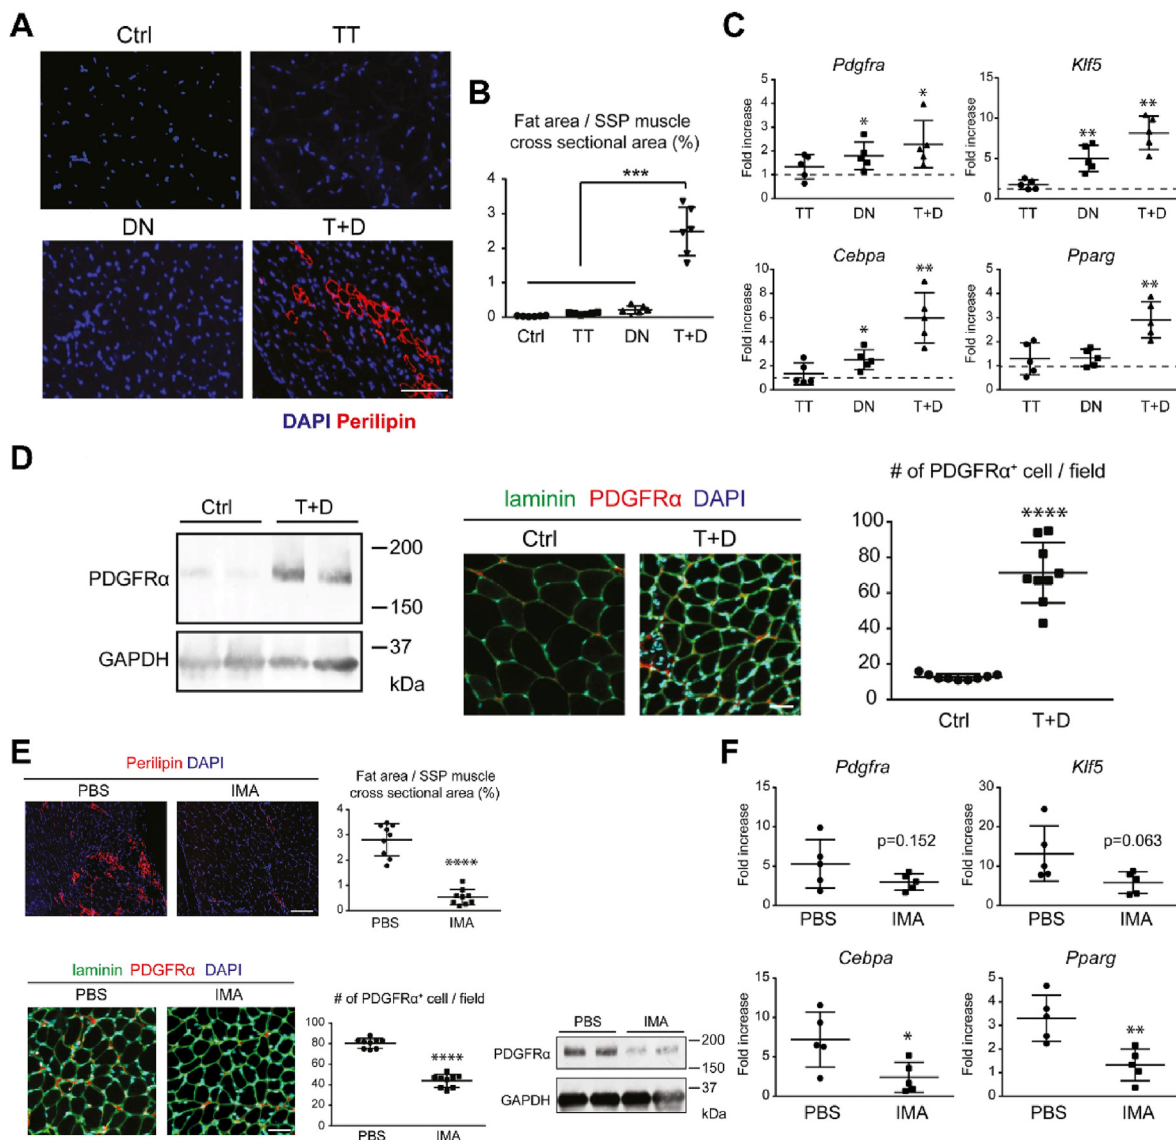 A
Ctrl
TT
DN
T+D
DAPI Perilipin
B
Fat area / SSP muscle
cross sectional area (%)
***
4
3
2
1
0
Ctrl TT DN T+D
C
Pdgfra
Fold increase
5
4
3
2
1
0
*
*
TT DN T+D
Klf5
Fold increase
15
10
5
0
**
**
TT DN T+D
Cebpa
Fold increase
10
8
6
4
2
0
*
**
TT DN T+D
Pparg
Fold increase
5
4
3
2
1
0
**
TT DN T+D
D
Ctrl T+D
PDGFRα
GAPDH
200
150
37
kDa
laminin PDGFRα DAPI
Ctrl T+D
# of PDGFRα+ cell / field
****
100
80
60
40
20
0
Ctrl T+D
E
Perilipin DAPI
PBS IMA
Fat area / SSP muscle
cross sectional area (%)
4
3
2
1
0
****
PBS IMA
laminin PDGFRα DAPI
PBS IMA
# of PDGFRα+ cell / field
100
80
60
40
20
0
****
PBS IMA
PBS IMA
PDGFRα
GAPDH
200
150
37
kDa
F
Pdgfra
Fold increase
15
10
5
0
p=0.152
PBS IMA
Klf5
Fold increase
30
20
10
0
p=0.063
PBS IMA
Cebpa
Fold increase
15
10
5
0
*
PBS IMA
Pparg
Fold increase
5
4
3
2
1
0
**
PBS IMA